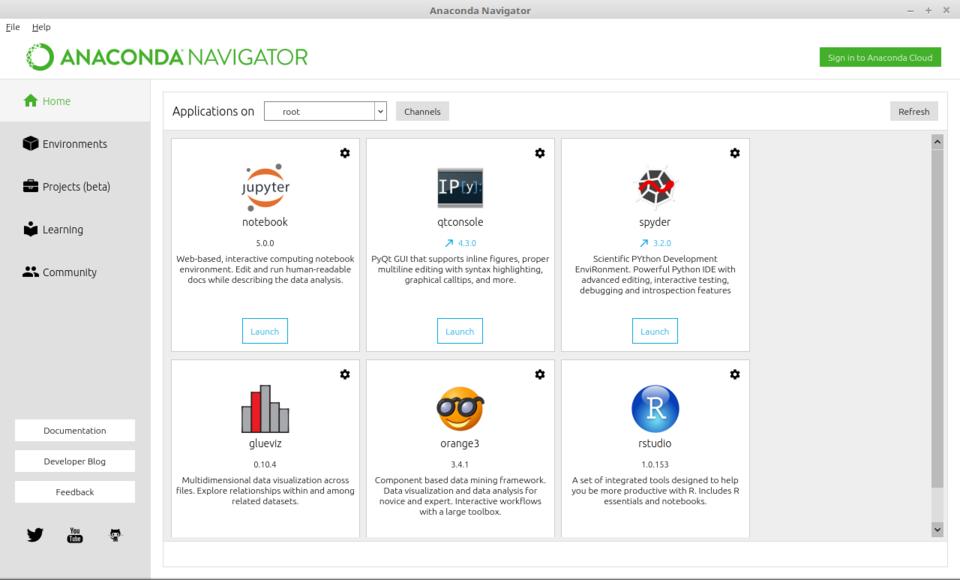 Anaconda Navigator
File Help
ANACONDA NAVIGATOR
Sign in to Anaconda Cloud
Home
Environments
Projects (beta)
Learning
Community
Documentation
Developer Blog
Feedback
You
Tube
Applications on root Channels Refresh
jupyter
notebook
5.0.0
Web-based, interactive computing notebook
environment. Edit and run human-readable
docs while describing the data analysis.
Launch
IP[y]:
qtconsole
4.3.0
PyQt GUI that supports inline figures, proper
multiline editing with syntax highlighting,
graphical calltips, and more.
Launch
spyder
3.2.0
Scientific PYthon Development
EnviRonment. Powerful Python IDE with
advanced editing, interactive testing,
debugging and introspection features
Launch
glueviz
0.10.4
Multidimensional data visualization across
files. Explore relationships within and among
related datasets.
orange3
3.4.1
Component based data mining framework.
Data visualization and data analysis for
novice and expert. Interactive workflows
with a large toolbox.
R
rstudio
1.0.153
A set of integrated tools designed to help
you be more productive with R. Includes R
essentials and notebooks.